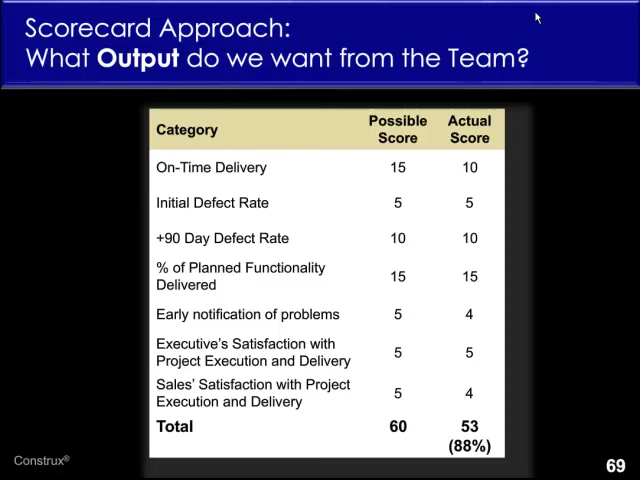 Scorecard Approach:
What Output do we want from the Team?
Category Possible Score Actual Score
On-Time Delivery 15 10
Initial Defect Rate 5 5
+90 Day Defect Rate 10 10
% of Planned Functionality Delivered 15 15
Early notification of problems 5 4
Executive's Satisfaction with Project Execution and Delivery 5 5
Sales' Satisfaction with Project Execution and Delivery 5 4
Total 60 53 (88%)
Construx®
69